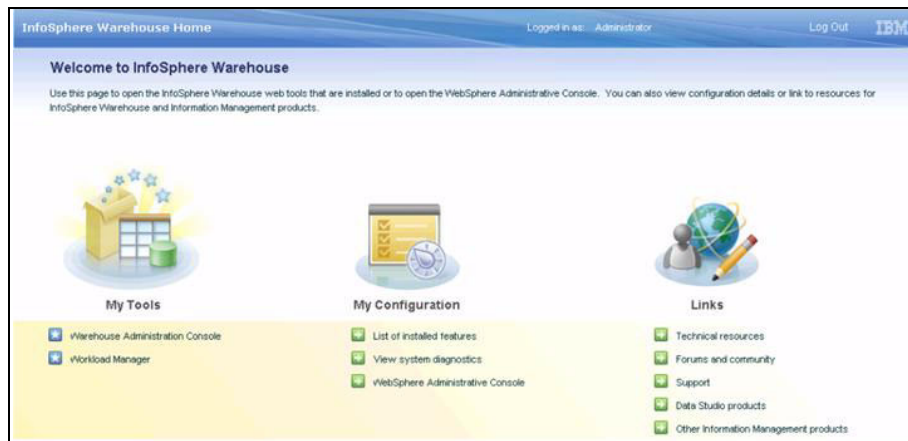 InfoSphere Warehouse Home
Logged in as: Administrator
Log Out
IBM
Welcome to InfoSphere Warehouse
Use this page to open the InfoSphere Warehouse web tools that are installed or to open the WebSphere Administrative Console. You can also view configuration details or link to resources for
InfoSphere Warehouse and Information Management products.
My Tools
Warehouse Administration Console
Workload Manager
My Configuration
List of installed features
View system diagnostics
WebSphere Administrative Console
Links
Technical resources
Forums and community
Support
Data Studio products
Other Information Management products